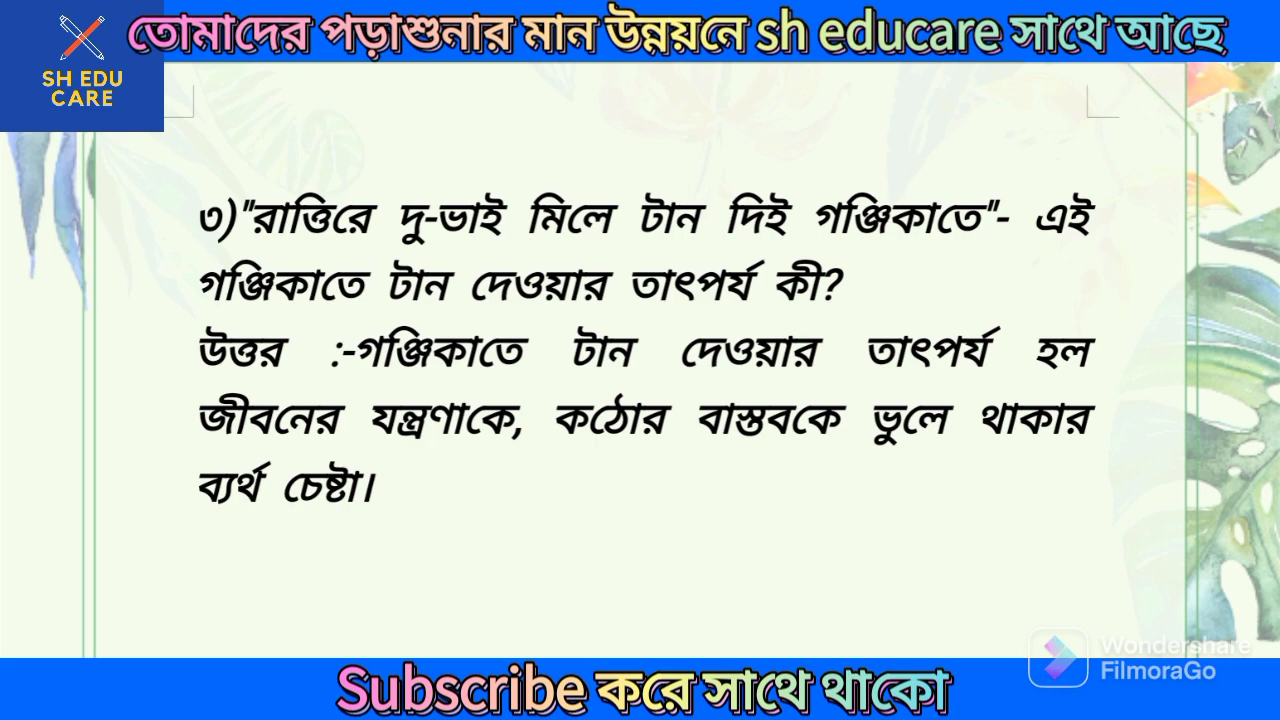 তোমাদের পড়াশুনার মান উন্নয়নে sh educare সাথে আছে
SH EDU
CARE
৩)"রাত্তিরে দু-ভাই মিলে টান দিই গঞ্জিকাতে"- এই
গঞ্জিকাতে টান দেওয়ার তাৎপর্য কী?
উত্তর :-গঞ্জিকাতে টান দেওয়ার তাৎপর্য হল
জীবনের যন্ত্রণাকে, কঠোর বাস্তবকে ভুলে থাকার
ব্যর্থ চেষ্টা।
Wondershare
FilmoraGo
Subscribe করে সাথে থাকো